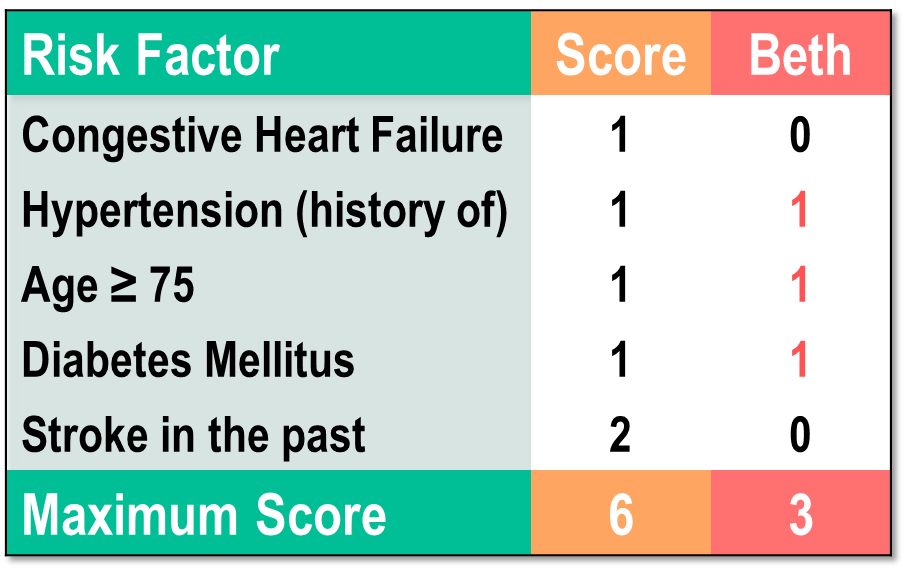 Risk Factor Score Beth
Congestive Heart Failure 1 0
Hypertension (history of) 1 1
Age ≥ 75 1 1
Diabetes Mellitus 1 1
Stroke in the past 2 0
Maximum Score 6 3